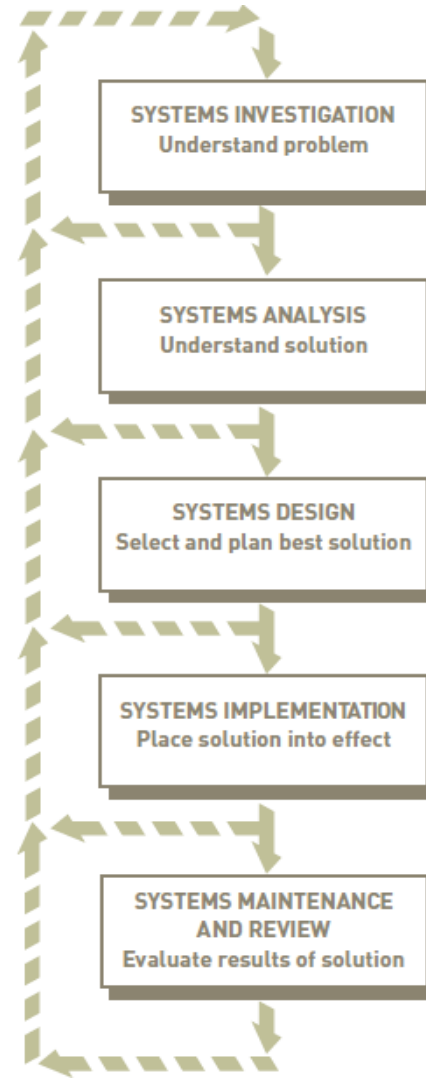 SYSTEMS INVESTIGATION
Understand problem
SYSTEMS ANALYSIS
Understand solution
SYSTEMS DESIGN
Select and plan best solution
SYSTEMS IMPLEMENTATION
Place solution into effect
SYSTEMS MAINTENANCE
AND REVIEW
Evaluate results of solution